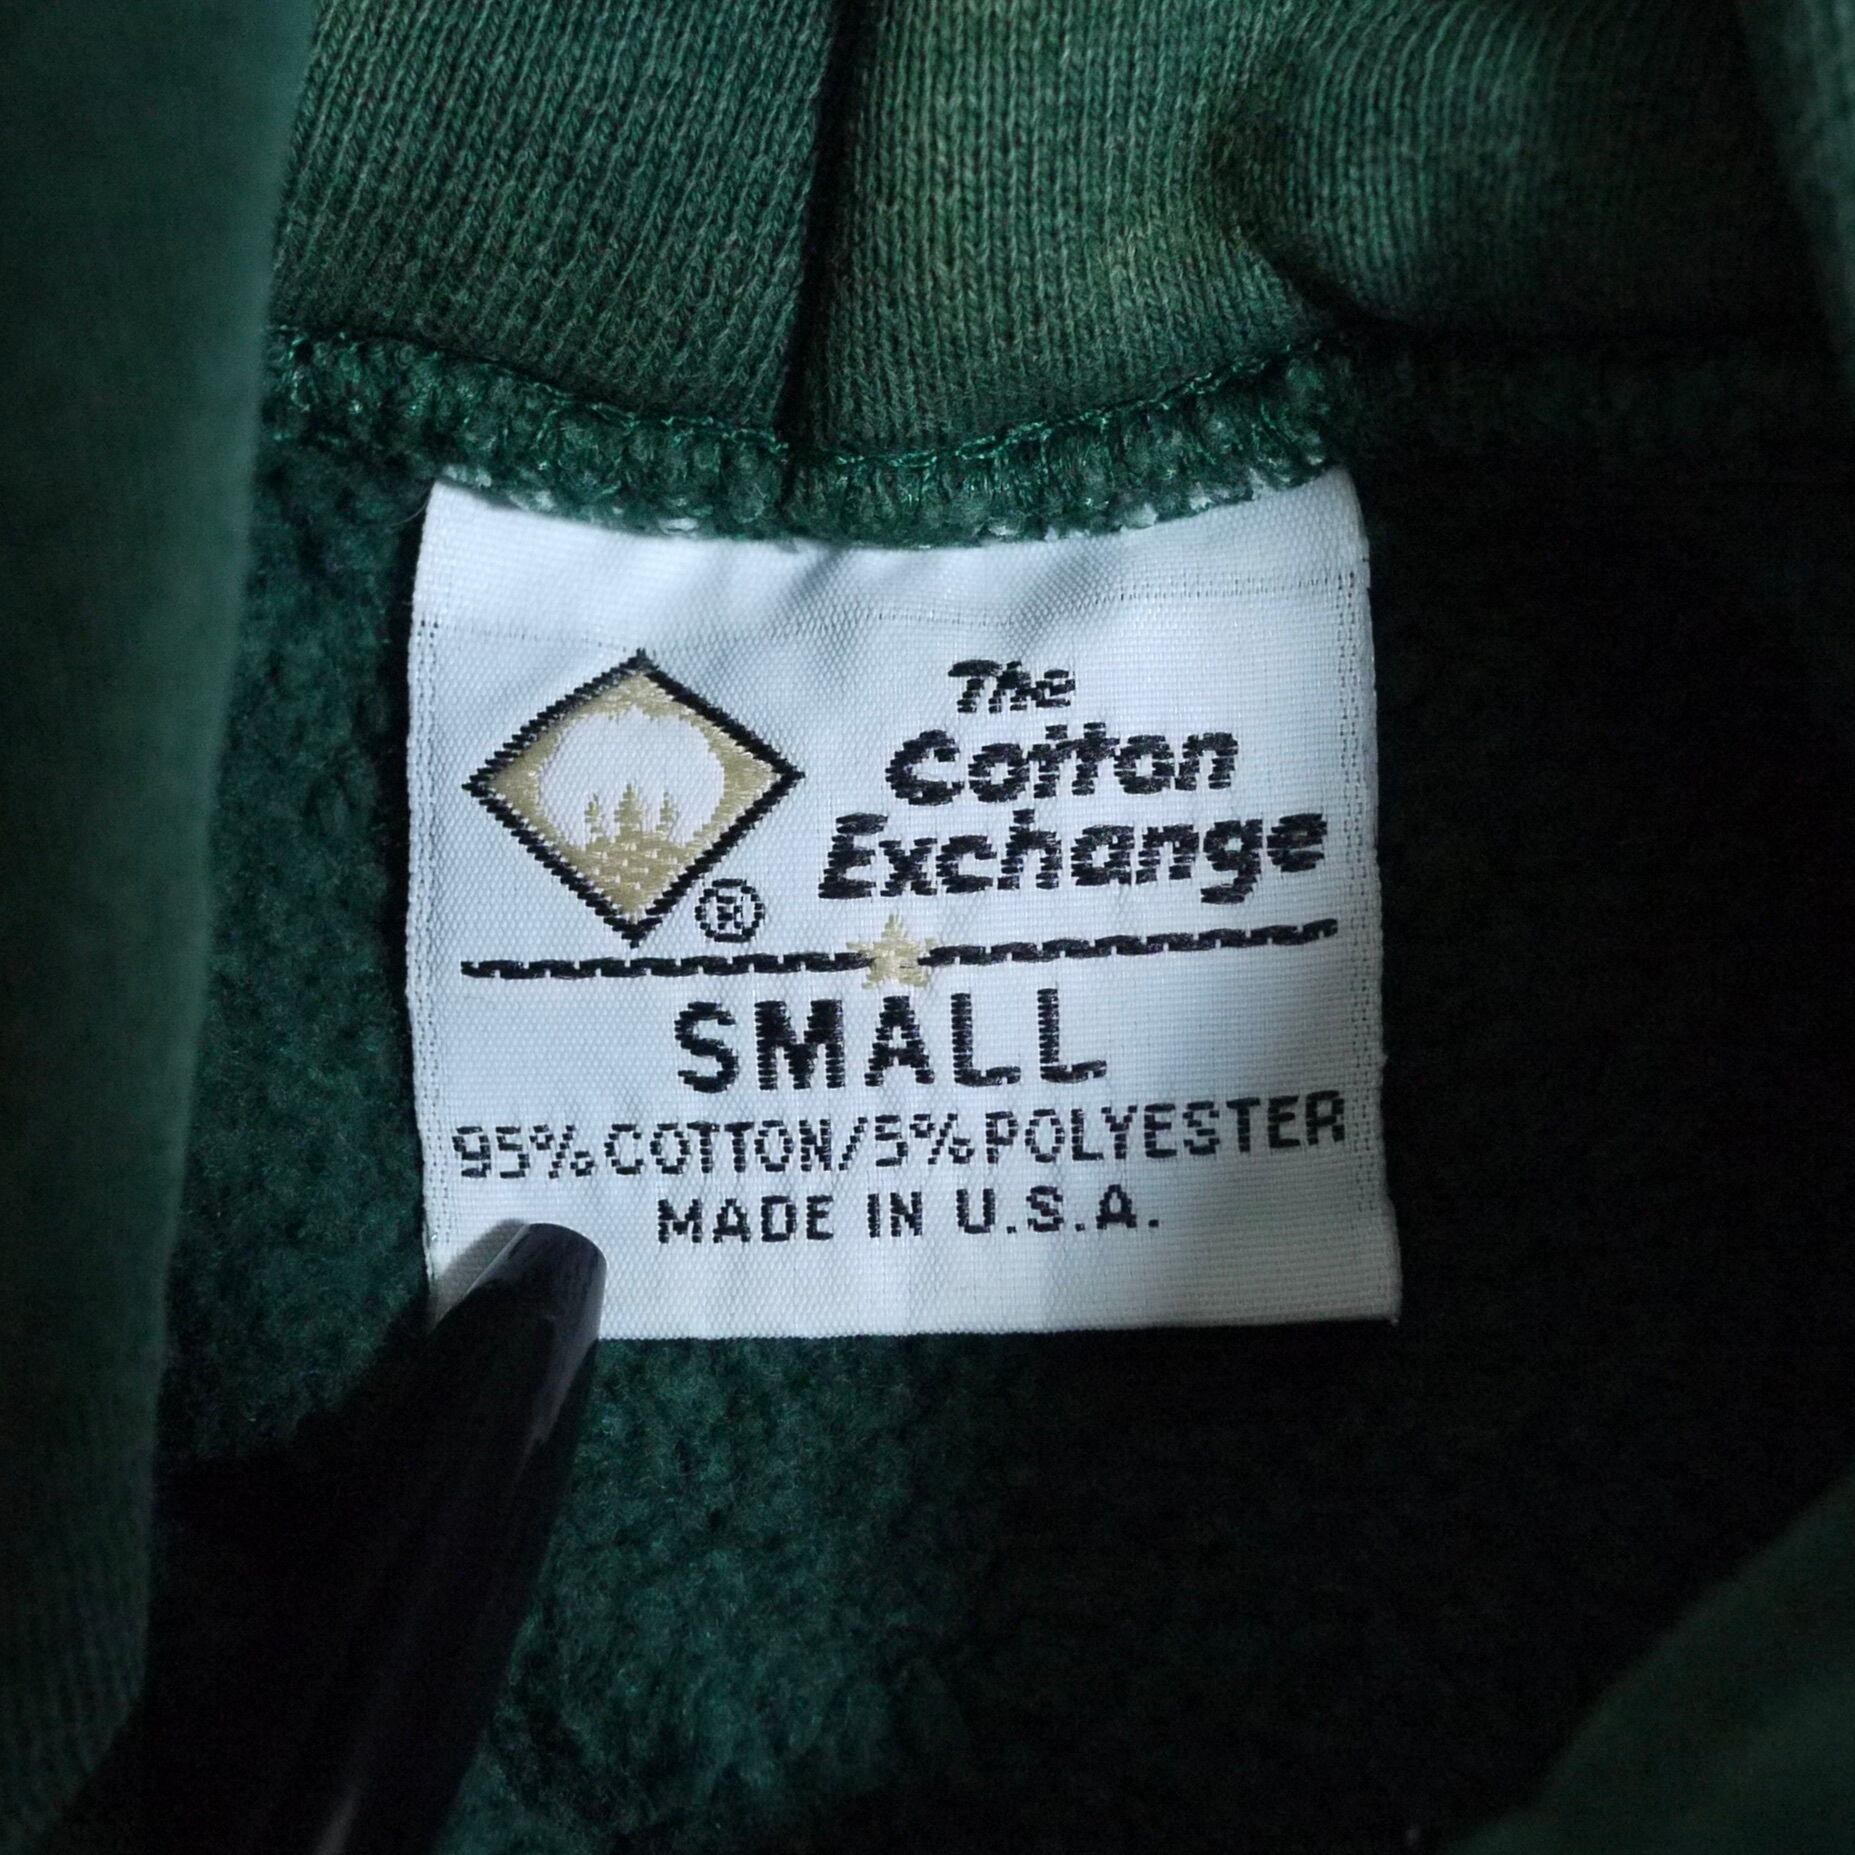 The
Cotton
Exchange
®
SMALL
95% COTTON/5% POLYESTER
MADE IN U.S.A.